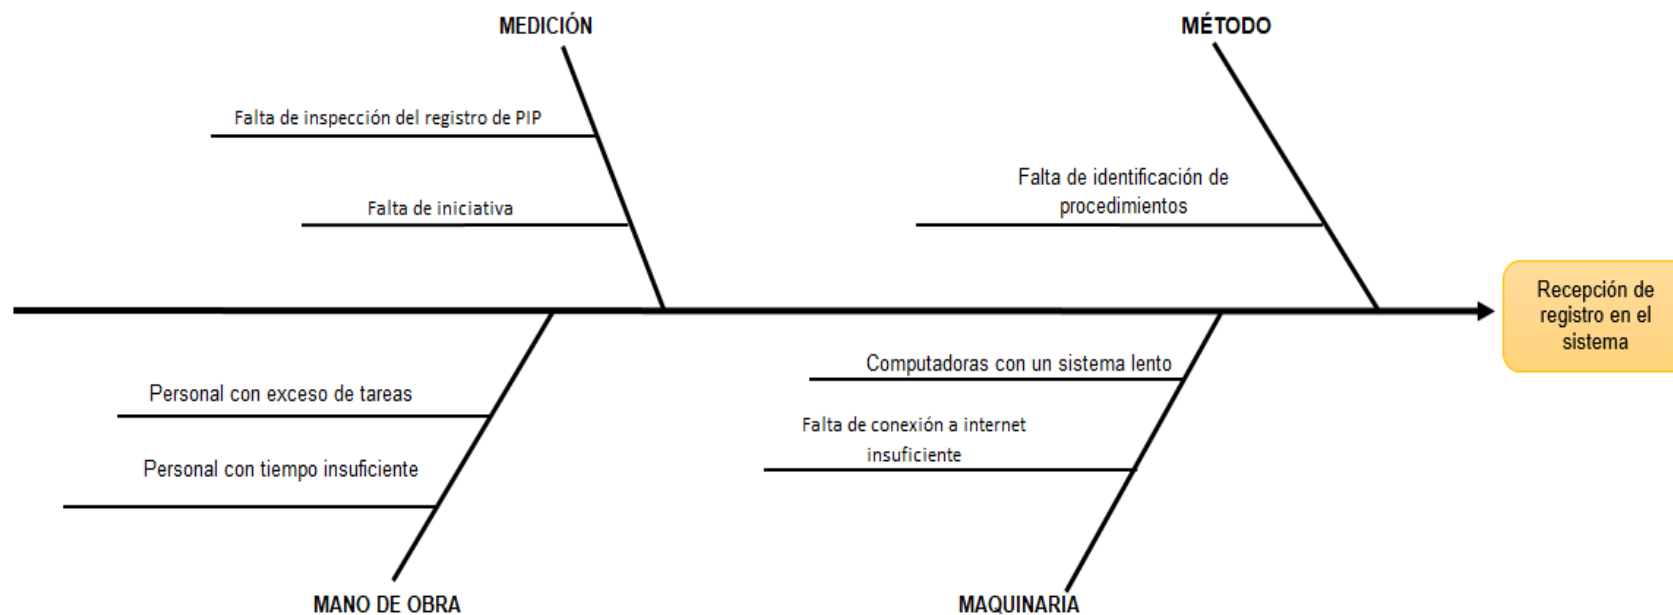 MEDICIÓN
MÉTODO
Falta de inspección del registro de PIP
Falta de iniciativa
Falta de identificación de
procedimientos
Recepción de
registro en el
sistema
Personal con exceso de tareas
Personal con tiempo insuficiente
Computadoras con un sistema lento
Falta de conexión a internet
insuficiente
MANO DE OBRA
MAQUINARIA